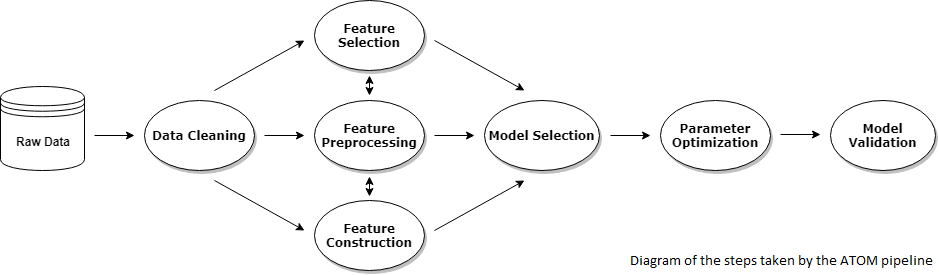 Feature
Selection
Raw Data
Data Cleaning
Feature
Preprocessing
Model Selection
Parameter
Optimization
Model
Validation
Feature
Construction
Diagram of the steps taken by the ATOM pipeline